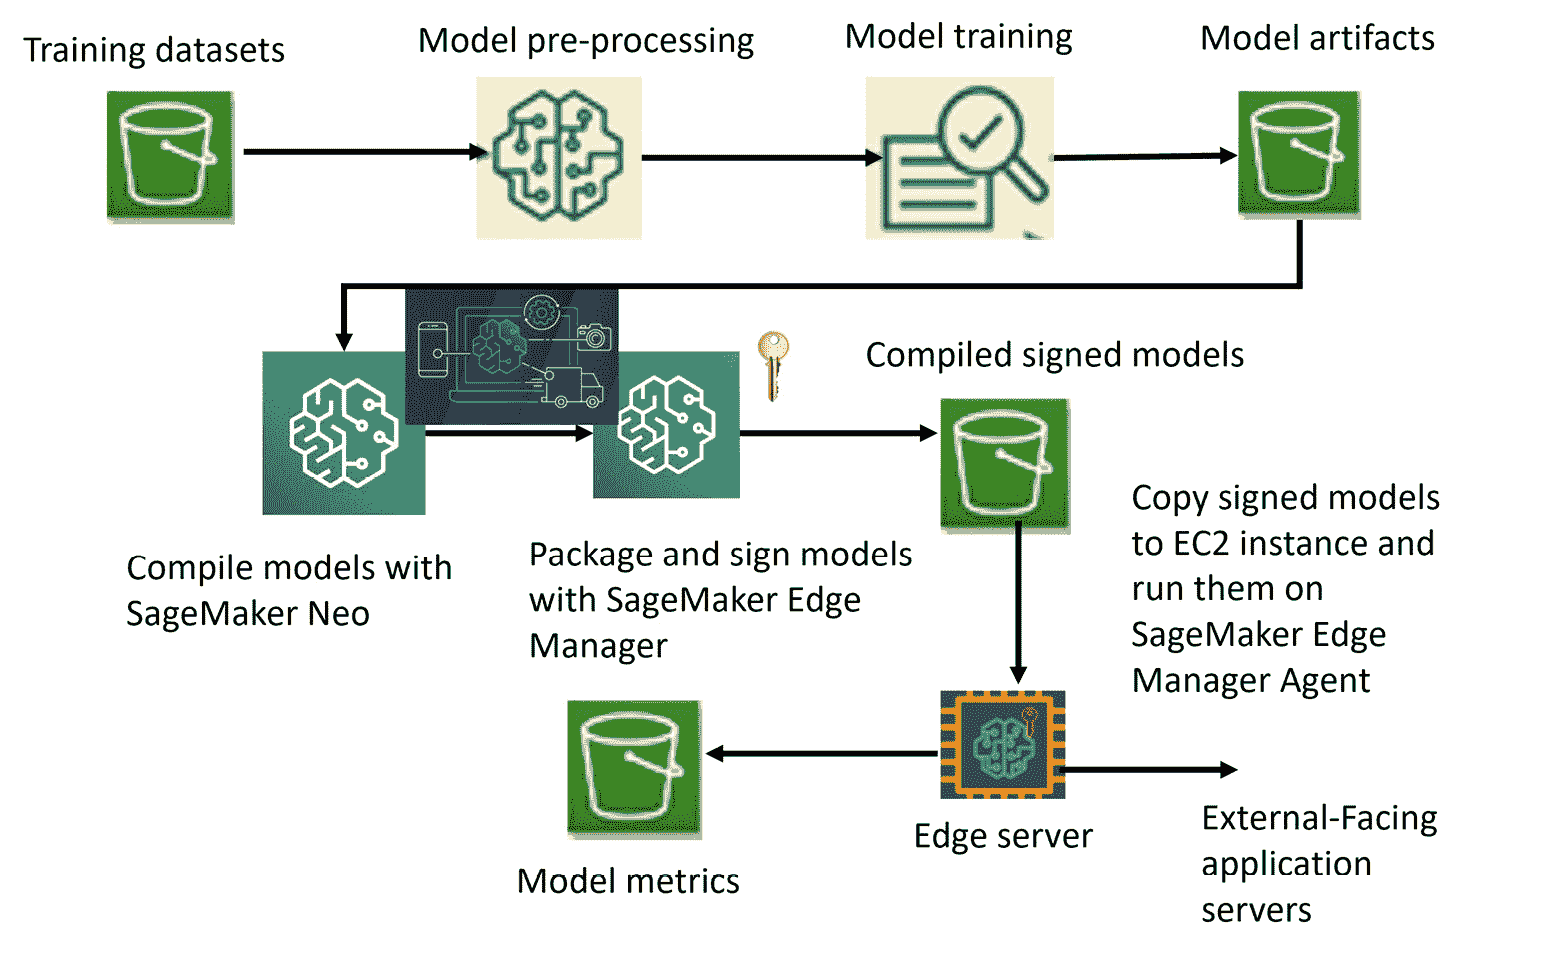 Training datasets
Model pre-processing
Model training
Model artifacts
Compiled signed models
Compile models with
SageMaker Neo
Package and sign models
with SageMaker Edge
Manager
Copy signed models
to EC2 instance and
run them on
SageMaker Edge
Manager Agent
Edge server
Model metrics
External-Facing
application
servers